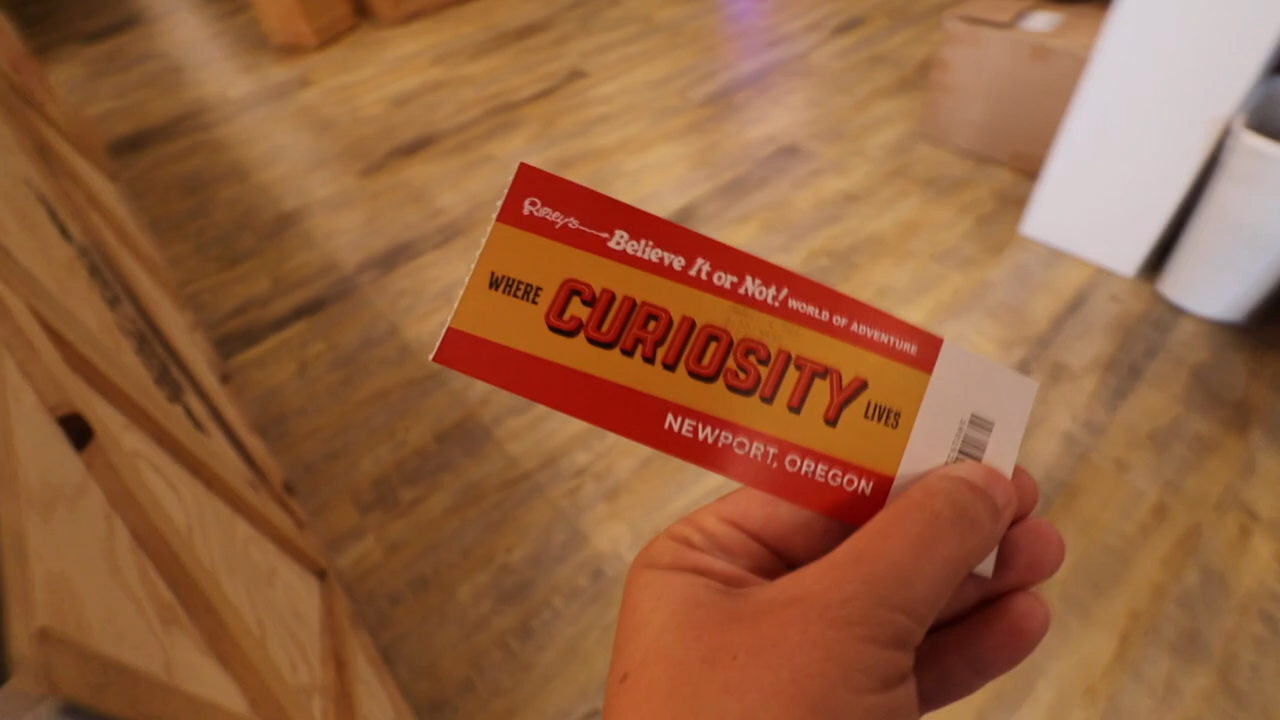 Ripley's Believe It or Not! WORLD OF ADVENTURE
WHERE CURIOSITY LIVES
NEWPORT, OREGON